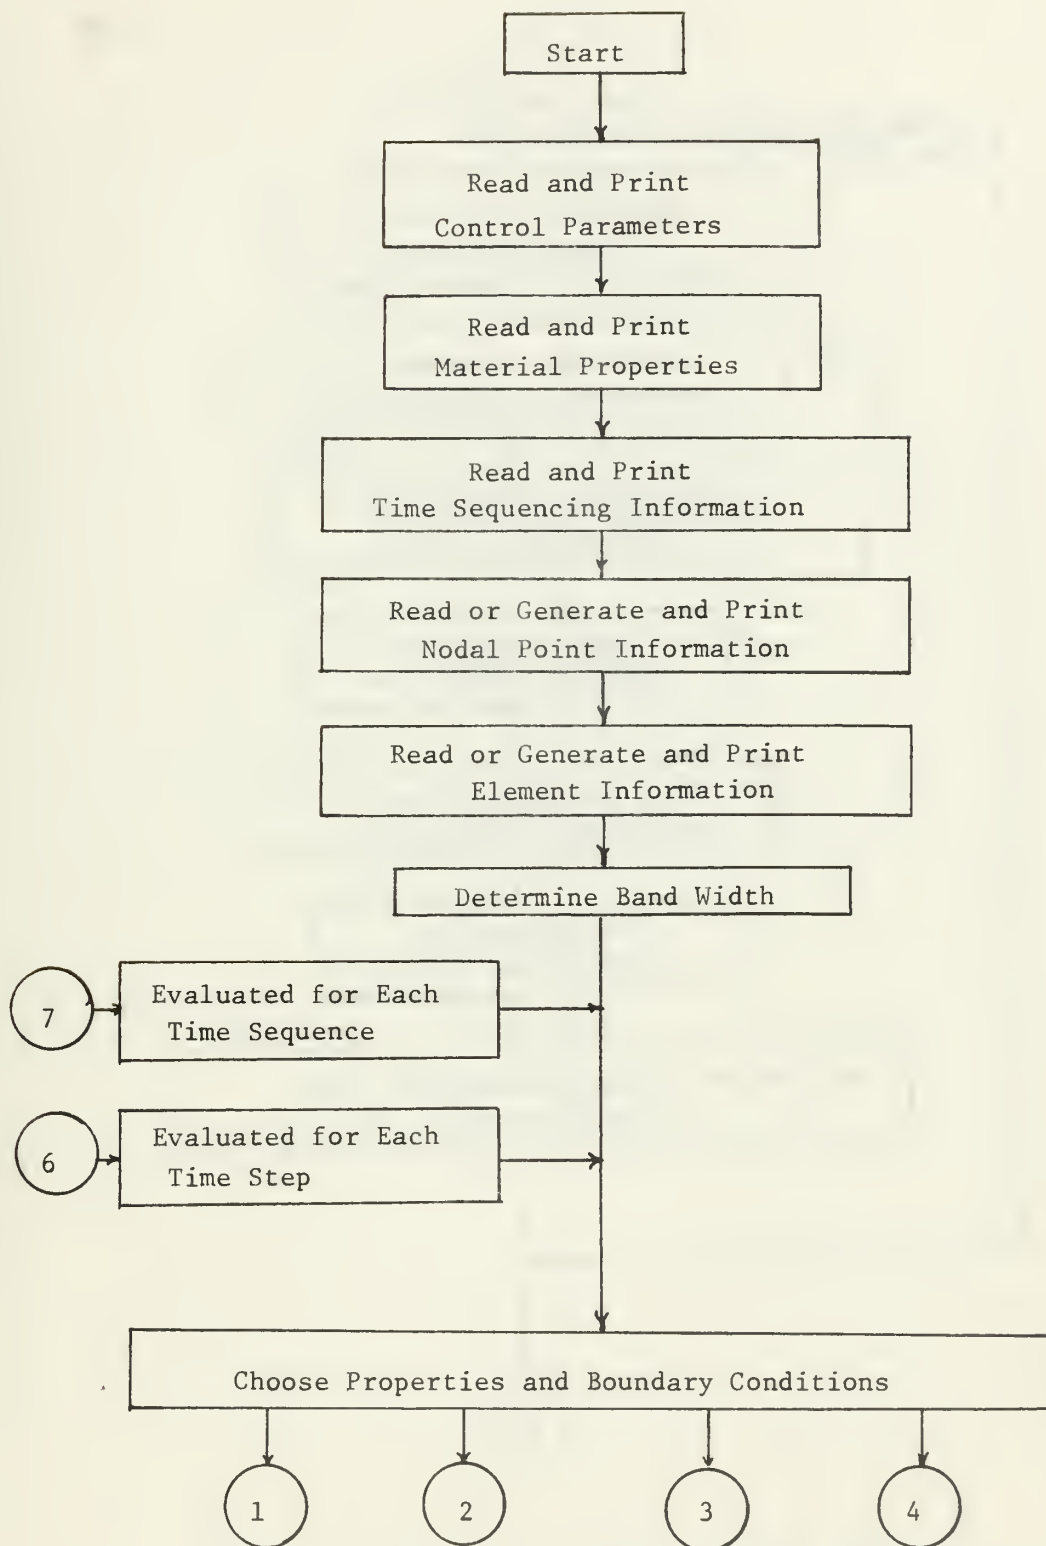 Start
Read and Print
Control Parameters
Read and Print
Material Properties
Read and Print
Time Sequencing Information
Read or Generate and Print
Nodal Point Information
Read or Generate and Print
Element Information
Determine Band Width
7
Evaluated for Each
Time Sequence
6
Evaluated for Each
Time Step
Choose Properties and Boundary Conditions
1
2
3
4